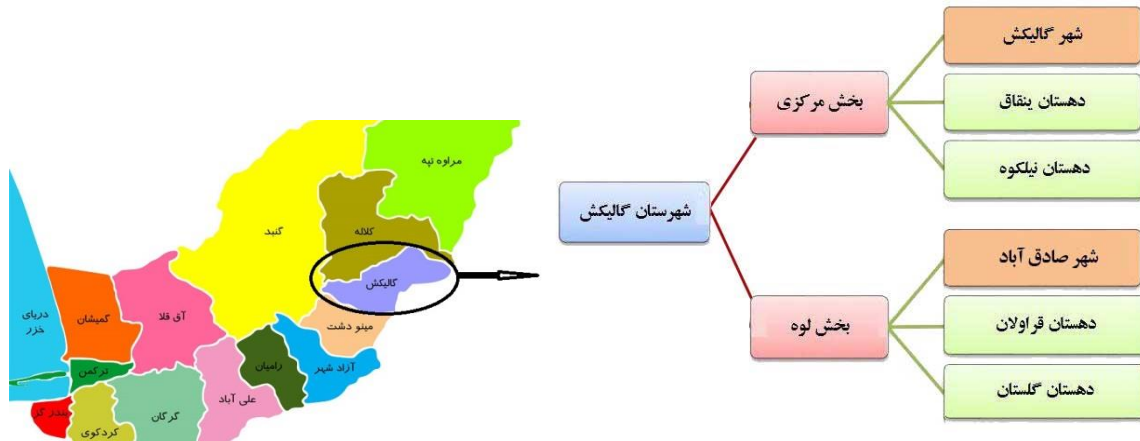 شهر گالیکش
بخش مرکزی
دهستان ینقاق
دهستان نیلکوه
شهرستان گالیکش
شهر صادق آباد
بخش لوه
دهستان قراولان
دهستان گلستان
مراوه تپه
کلاله
گنبد
گالیکش
مینو دشت
آق قلا
گمیشان
دریای
خزر
آزاد شهر
رامیان
ترکمن
علی آباد
گرگان
بندر گز
کردکوی